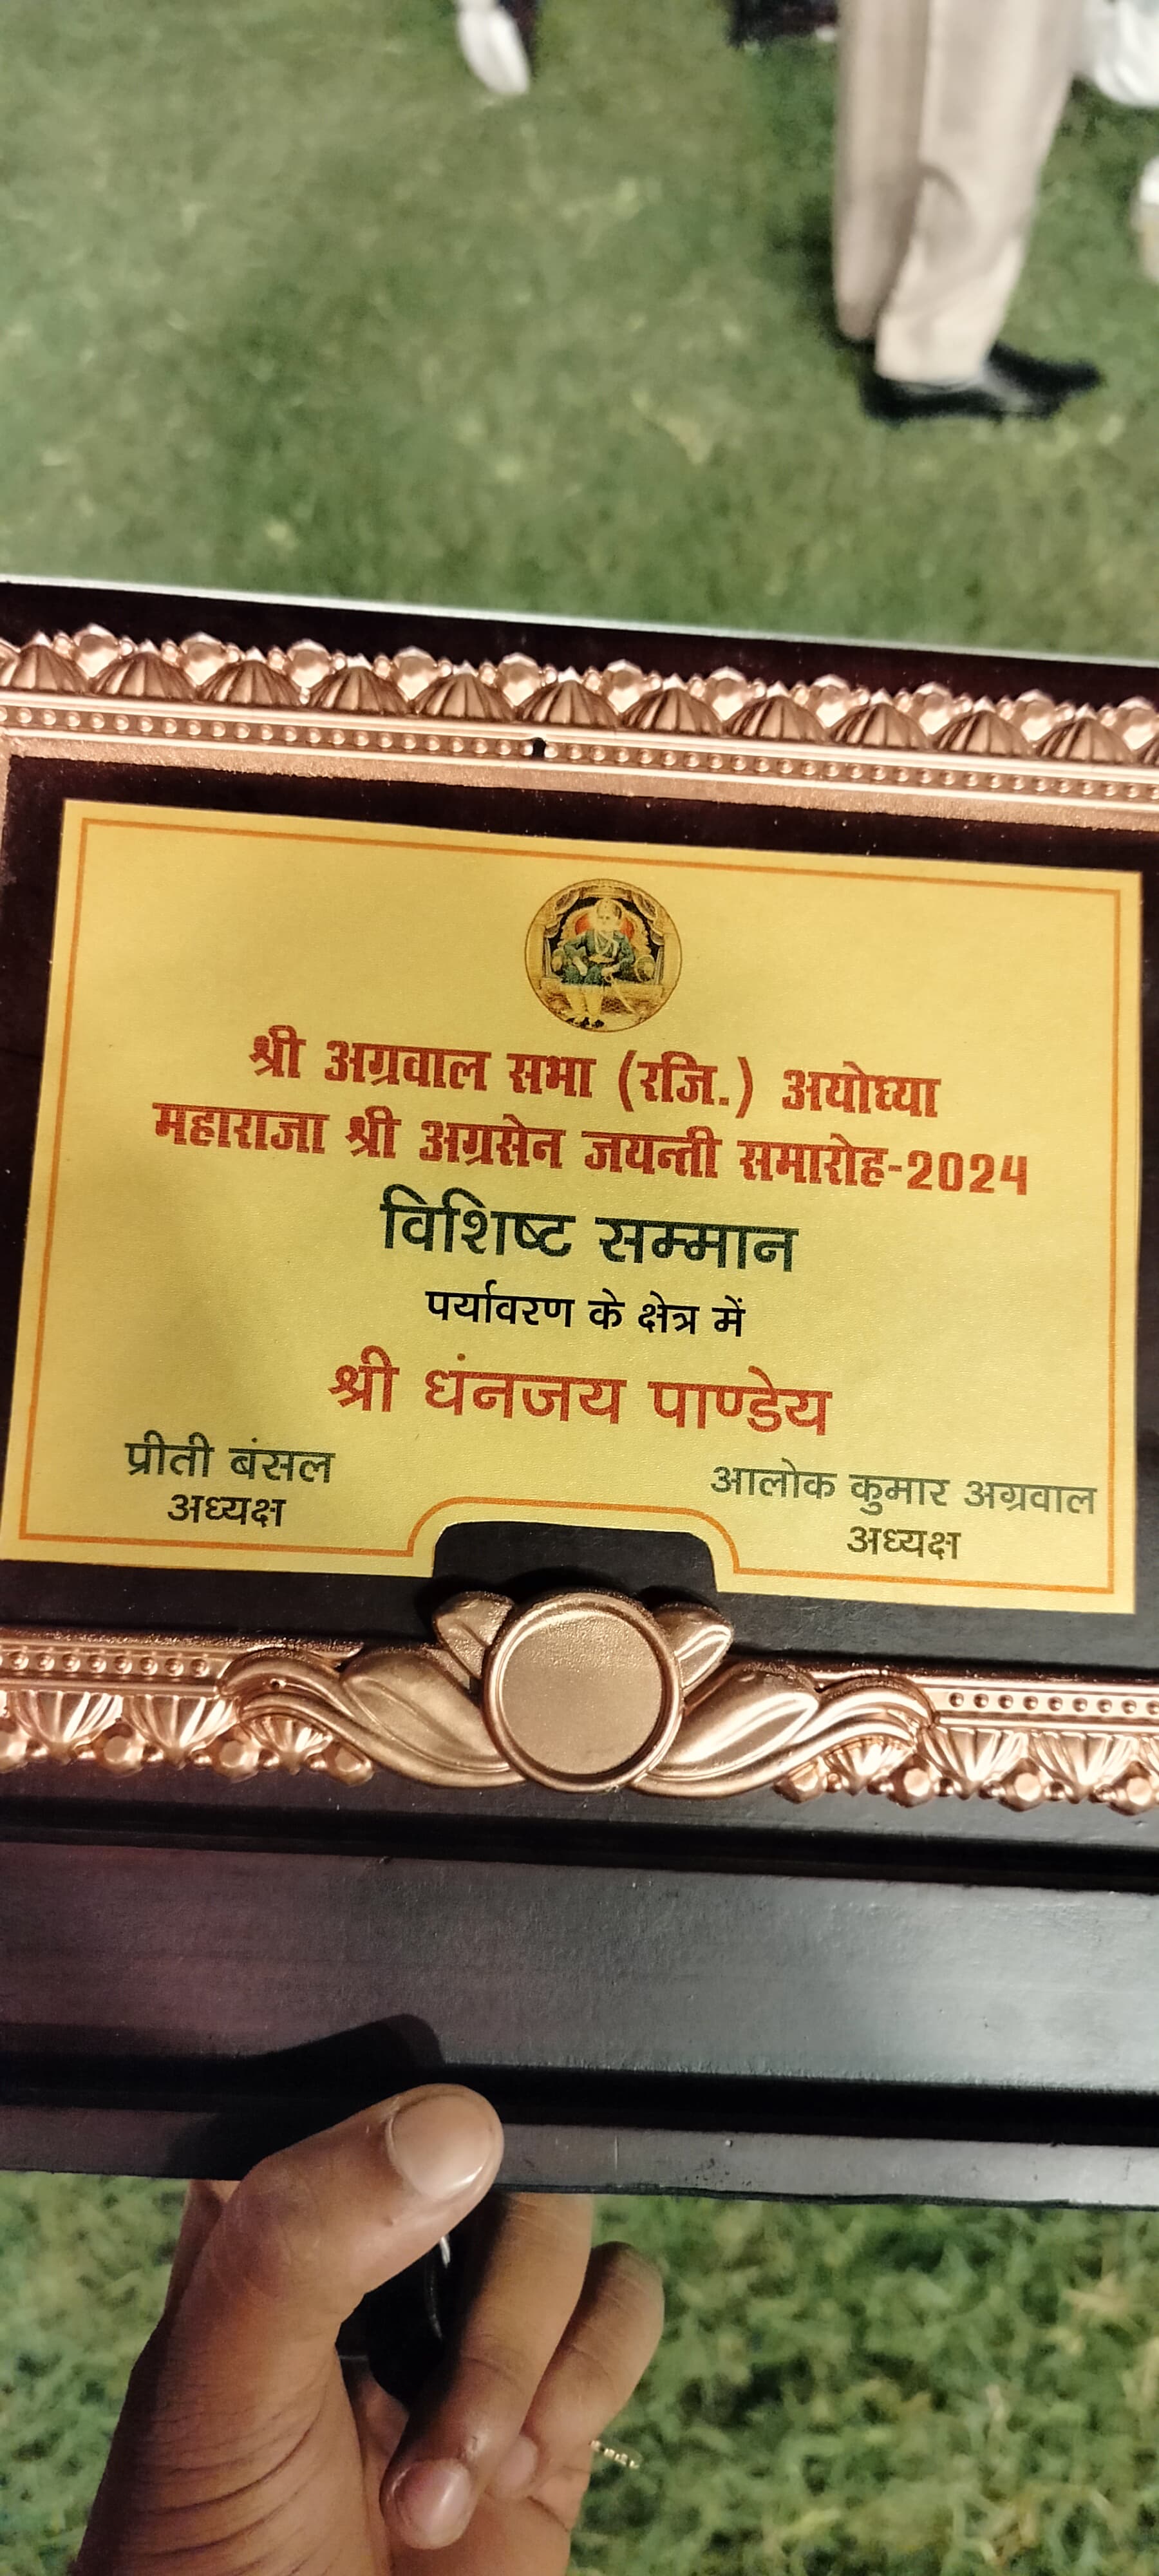 श्री अग्रवाल सभा (रजि.) अयोध्या
महाराजा श्री अग्रसेन जयन्ती समारोह-2024
विशिष्ट सम्मान
पर्यावरण के क्षेत्र में
श्री धंनजय पाण्डेय
प्रीती बंसल
अध्यक्ष
आलोक कुमार अग्रवाल
अध्यक्ष